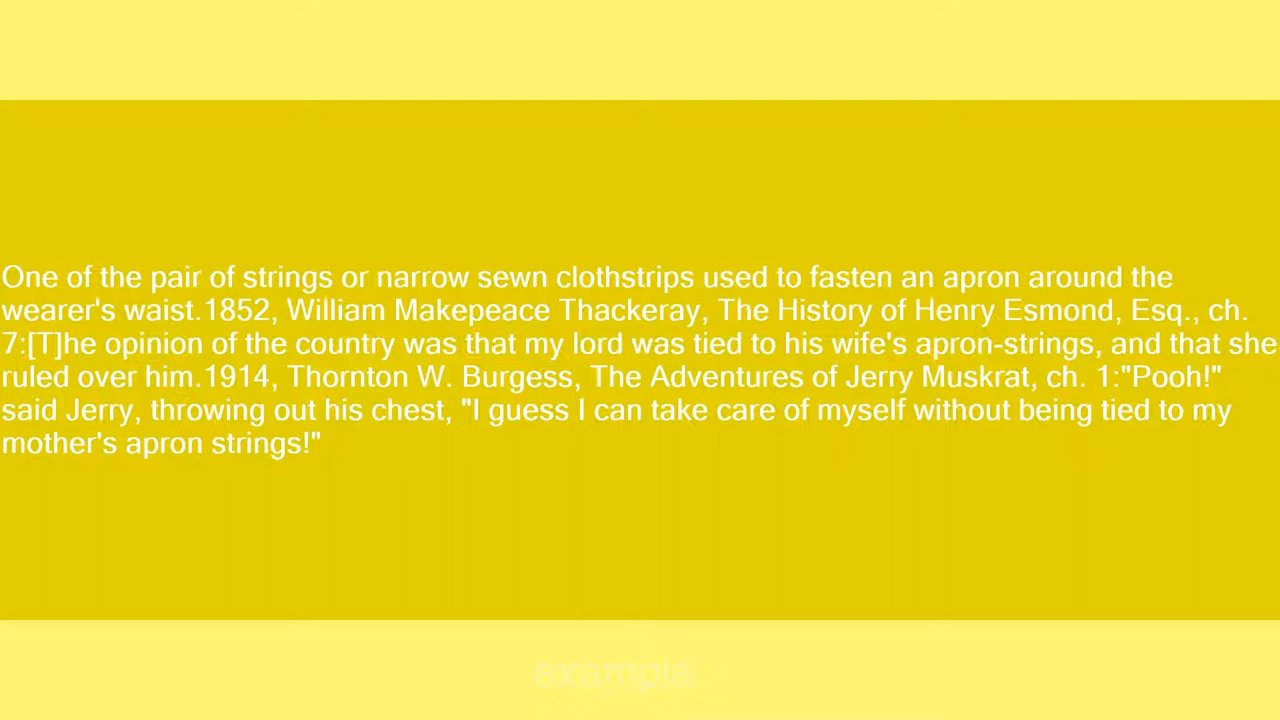 One of the pair of strings or narrow sewn clothstrips used to fasten an apron around the
wearer's waist.1852, William Makepeace Thackeray, The History of Henry Esmond, Esq., ch.
7:[T]he opinion of the country was that my lord was tied to his wife's apron-strings, and that she
ruled over him.1914, Thornton W. Burgess, The Adventures of Jerry Muskrat, ch. 1:"Pooh!"
said Jerry, throwing out his chest, "I guess I can take care of myself without being tied to my
mother's apron strings!"
example